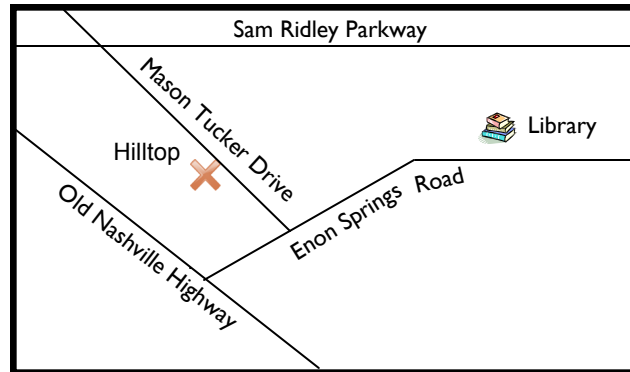 Sam Ridley Parkway
Mason Tucker Drive
Library
Hilltop
Enon Springs Road
Old Nashville Highway